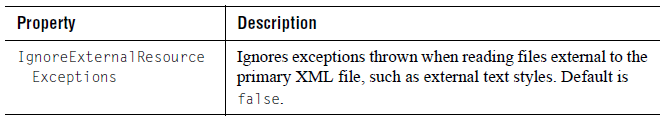 Property Description
IgnoreExternalResource Ignores exceptions thrown when reading files external to the
Exceptions primary XML file, such as external text styles. Default is
false.